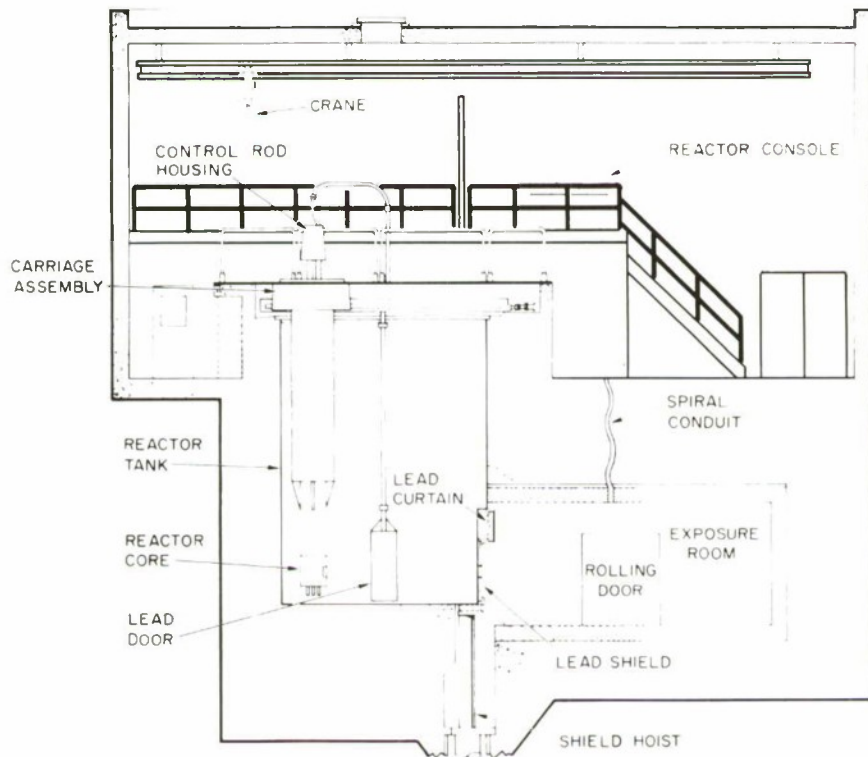 CRANE
CONTROL ROD
HOUSING
REACTOR CONSOLE
CARRIAGE
ASSEMBLY
SPIRAL
CONDUIT
REACTOR
TANK
LEAD
CURTAIN
REACTOR
CORE
EXPOSURE
ROOM
ROLLING
DOOR
LEAD
DOOR
LEAD SHIELD
SHIELD HOIST